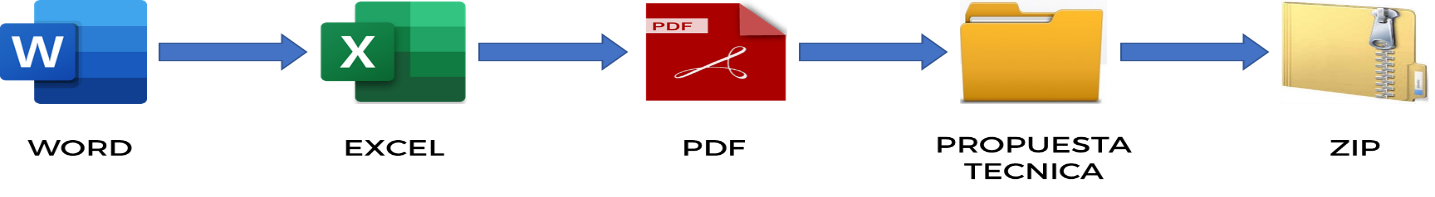 W
X
PDF
WORD
EXCEL
PDF
PROPUESTA
TECNICA
ZIP